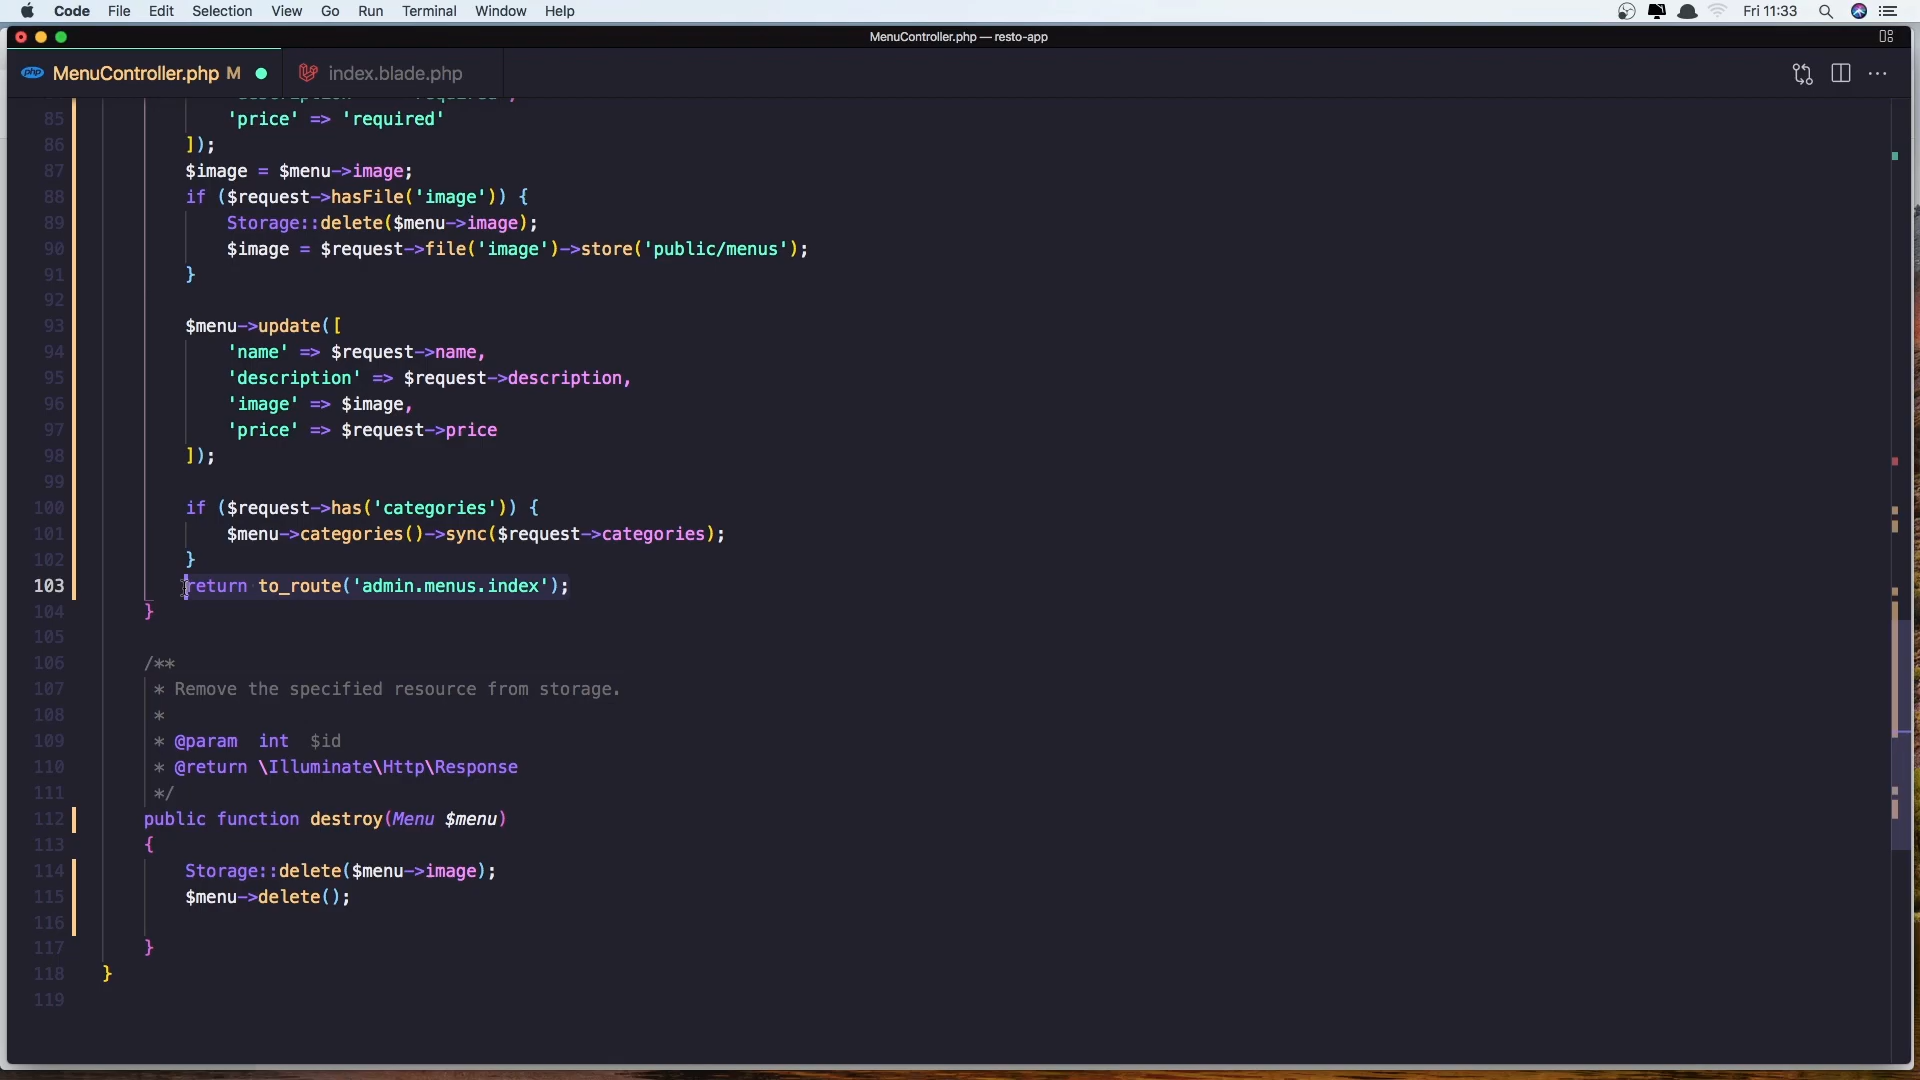 Code File Edit Selection View Go Run Terminal Window Help Fri 11:33
MenuController.php — resto-app
php MenuController.php M index.blade.php
85 'price' => 'required'
86 ]);
87 $image = $menu->image;
88 if ($request->hasFile('image')) {
89 Storage::delete($menu->image);
90 $image = $request->file('image')->store('public/menus');
91 }
92
93 $menu->update([
94 'name' => $request->name,
95 'description' => $request->description,
96 'image' => $image,
97 'price' => $request->price
98 ]);
99
100 if ($request->has('categories')) {
101 $menu->categories()->sync($request->categories);
102 }
103 return to_route('admin.menus.index');
104 }
105
106 /**
107 * Remove the specified resource from storage.
108 *
109 * @param int $id
110 * @return \Illuminate\Http\Response
111 */
112 public function destroy(Menu $menu)
113 {
114 Storage::delete($menu->image);
115 $menu->delete();
116
117 }
118 }
119